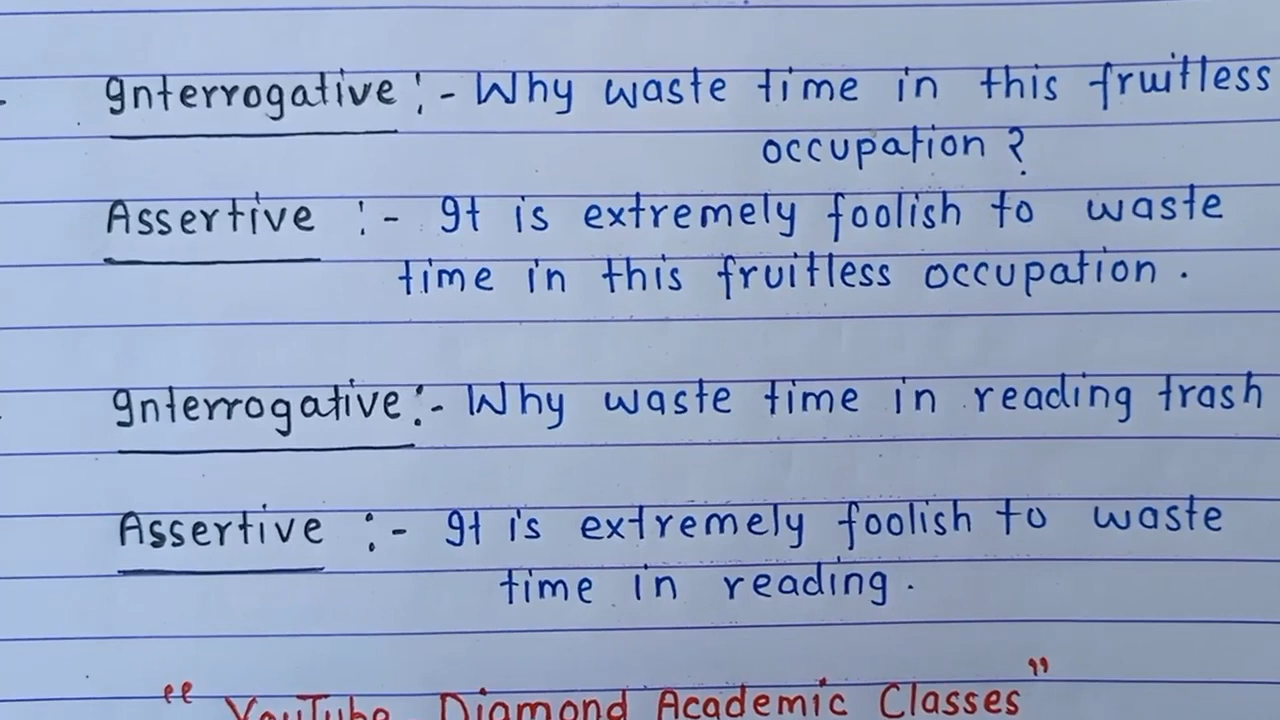 Interrogative :- Why waste time in this fruitless
occupation ?
Assertive :- It is extremely foolish to waste
time in this fruitless occupation .
Interrogative :- Why waste time in reading trash
Assertive :- It is extremely foolish to waste
time in reading .
" YouTube Diamond Academic Classes "